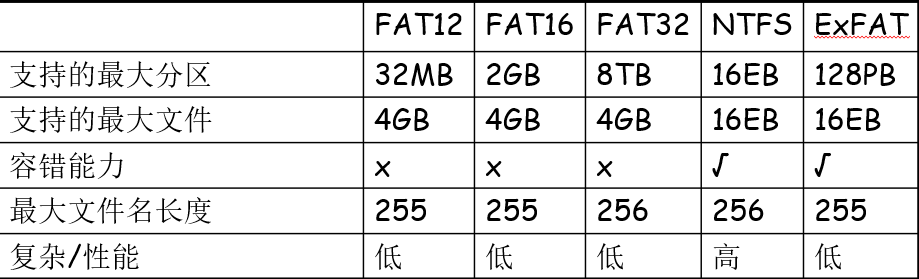 FAT12 FAT16 FAT32 NTFS ExFAT
支持的最大分区 32MB 2GB 8TB 16EB 128PB
支持的最大文件 4GB 4GB 4GB 16EB 16EB
容错能力 x x x √ √
最大文件名长度 255 255 256 256 255
复杂/性能 低 低 低 高 低